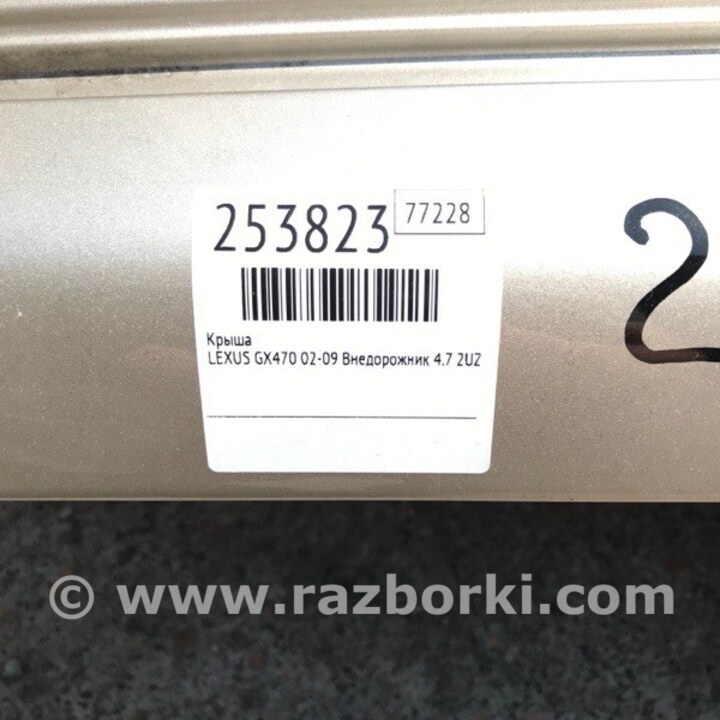 253823
77228
2
Крыша
LEXUS GX470 02-09 Внедорожник 4.7 2UZ
© www.razborki.com